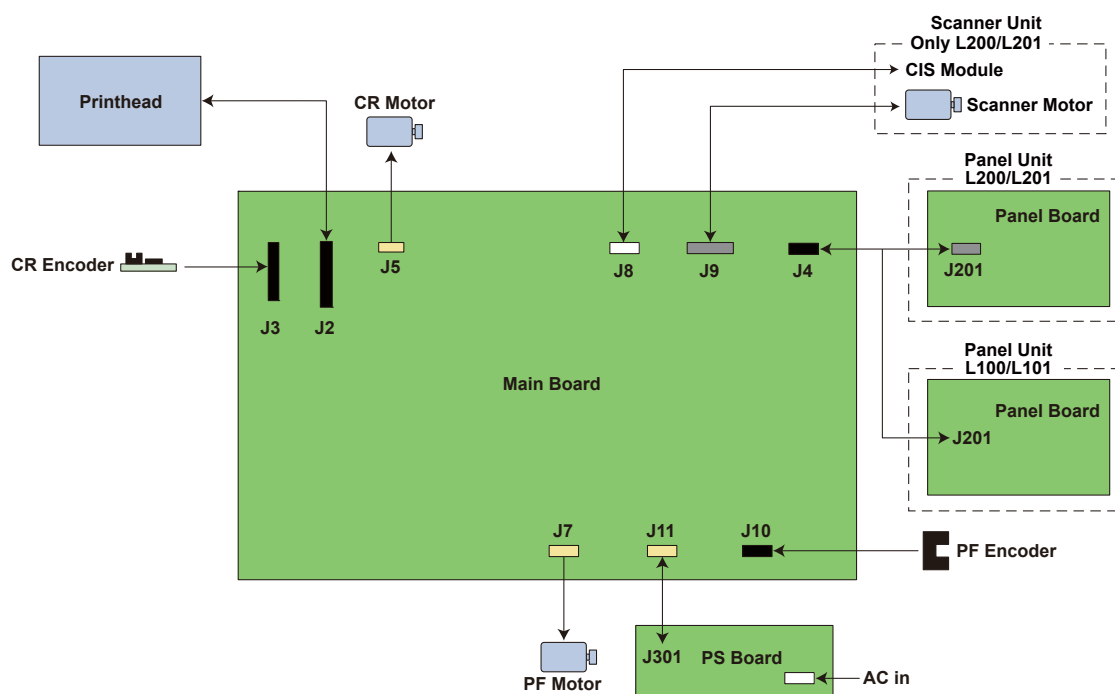 Scanner Unit
Only L200/L201
CIS Module
Scanner Motor
Printhead
CR Motor
Panel Unit
L200/L201
Panel Board
J201
CR Encoder
J3
J2
J5
J8
J9
J4
Main Board
Panel Unit
L100/L101
Panel Board
J201
J7
J11
J10
PF Encoder
PF Motor
J301
PS Board
AC in